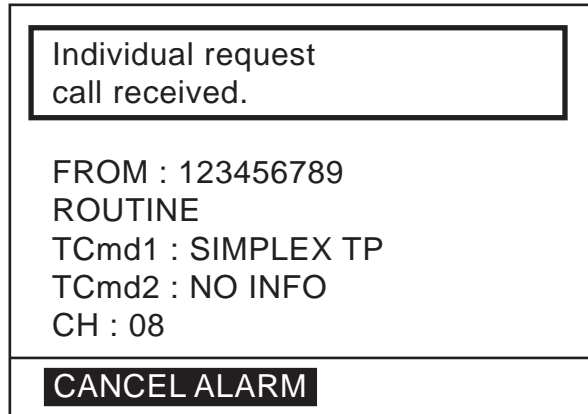 Individual request
call received.
FROM : 123456789
ROUTINE
TCmd1 : SIMPLEX TP
TCmd2 : NO INFO
CH : 08
CANCEL ALARM